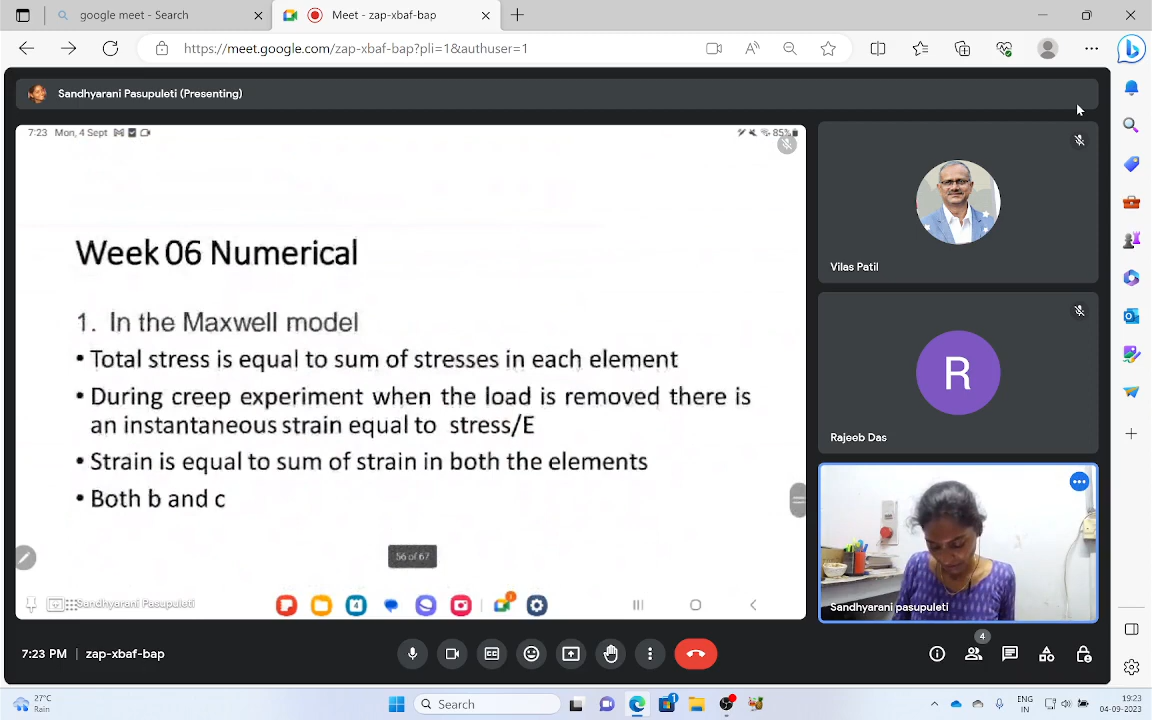 google meet - Search
Meet - zap-xbaf-bap
https://meet.google.com/zap-xbaf-bap?pli=1&authuser=1
Sandhyarani Pasupuleti (Presenting)
7:23 Mon, 4 Sept
85%
Week 06 Numerical
1. In the Maxwell model
• Total stress is equal to sum of stresses in each element
• During creep experiment when the load is removed there is
an instantaneous strain equal to stress/E
• Strain is equal to sum of strain in both the elements
• Both b and c
56 of 67
Sandhyarani Pasupuleti
Vilas Patil
R
Rajeeb Das
Sandhyarani pasupuleti
7:23 PM | zap-xbaf-bap
4
27°C
Rain
Search
1
ENG
IN
19:23
04-09-2023